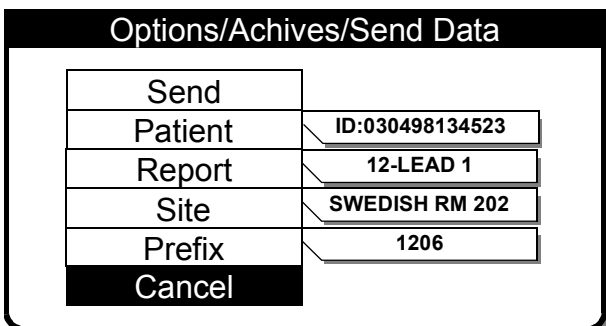 Options/Achives/Send Data
Send
Patient ID:030498134523
Report 12-LEAD 1
Site SWEDISH RM 202
Prefix 1206
Cancel